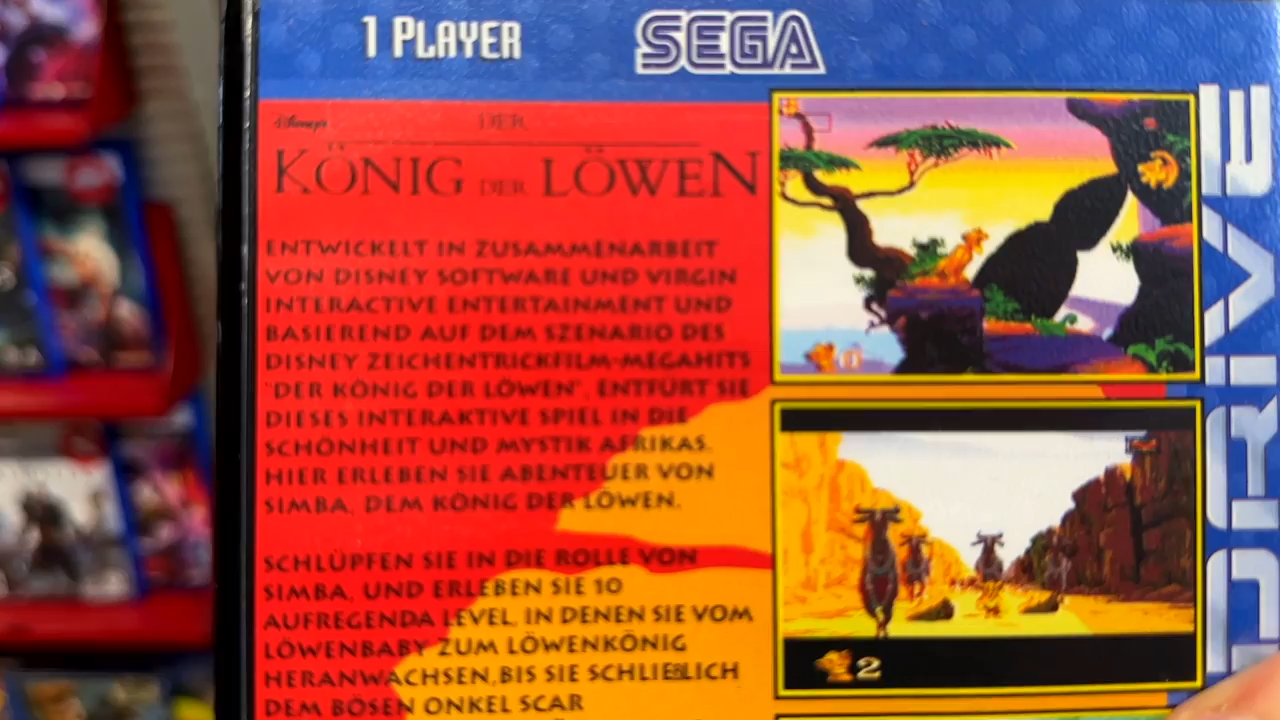 1 PLAYER
SEGA
Disney's
DER
KÖNIG DER LÖWEN
ENTWICKELT IN ZUSAMMENARBEIT
VON DISNEY SOFTWARE UND VIRGIN
INTERACTIVE ENTERTAINMENT UND
BASIEREND AUF DEM SZENARIO DES
DISNEY ZEICHENTRICKFILM-MEGAHITS
"DER KÖNIG DER LÖWEN", ENTFÜRT SIE
DIESES INTERAKTIVE SPIEL IN DIE
SCHÖNHEIT UND MYSTIK AFRIKAS.
HIER ERLEBEN SIE ABENTEUER VON
SIMBA, DEM KÖNIG DER LÖWEN.
SCHLÜPFEN SIE IN DIE ROLLE VON
SIMBA, UND ERLEBEN SIE 10
AUFREGENDA LEVEL, IN DENEN SIE VOM
LÖWENBABY ZUM LÖWENKÖNIG
HERANWACHSEN, BIS SIE SCHLIEßLICH
DEM BÖSEN ONKEL SCAR
2
DRIVE